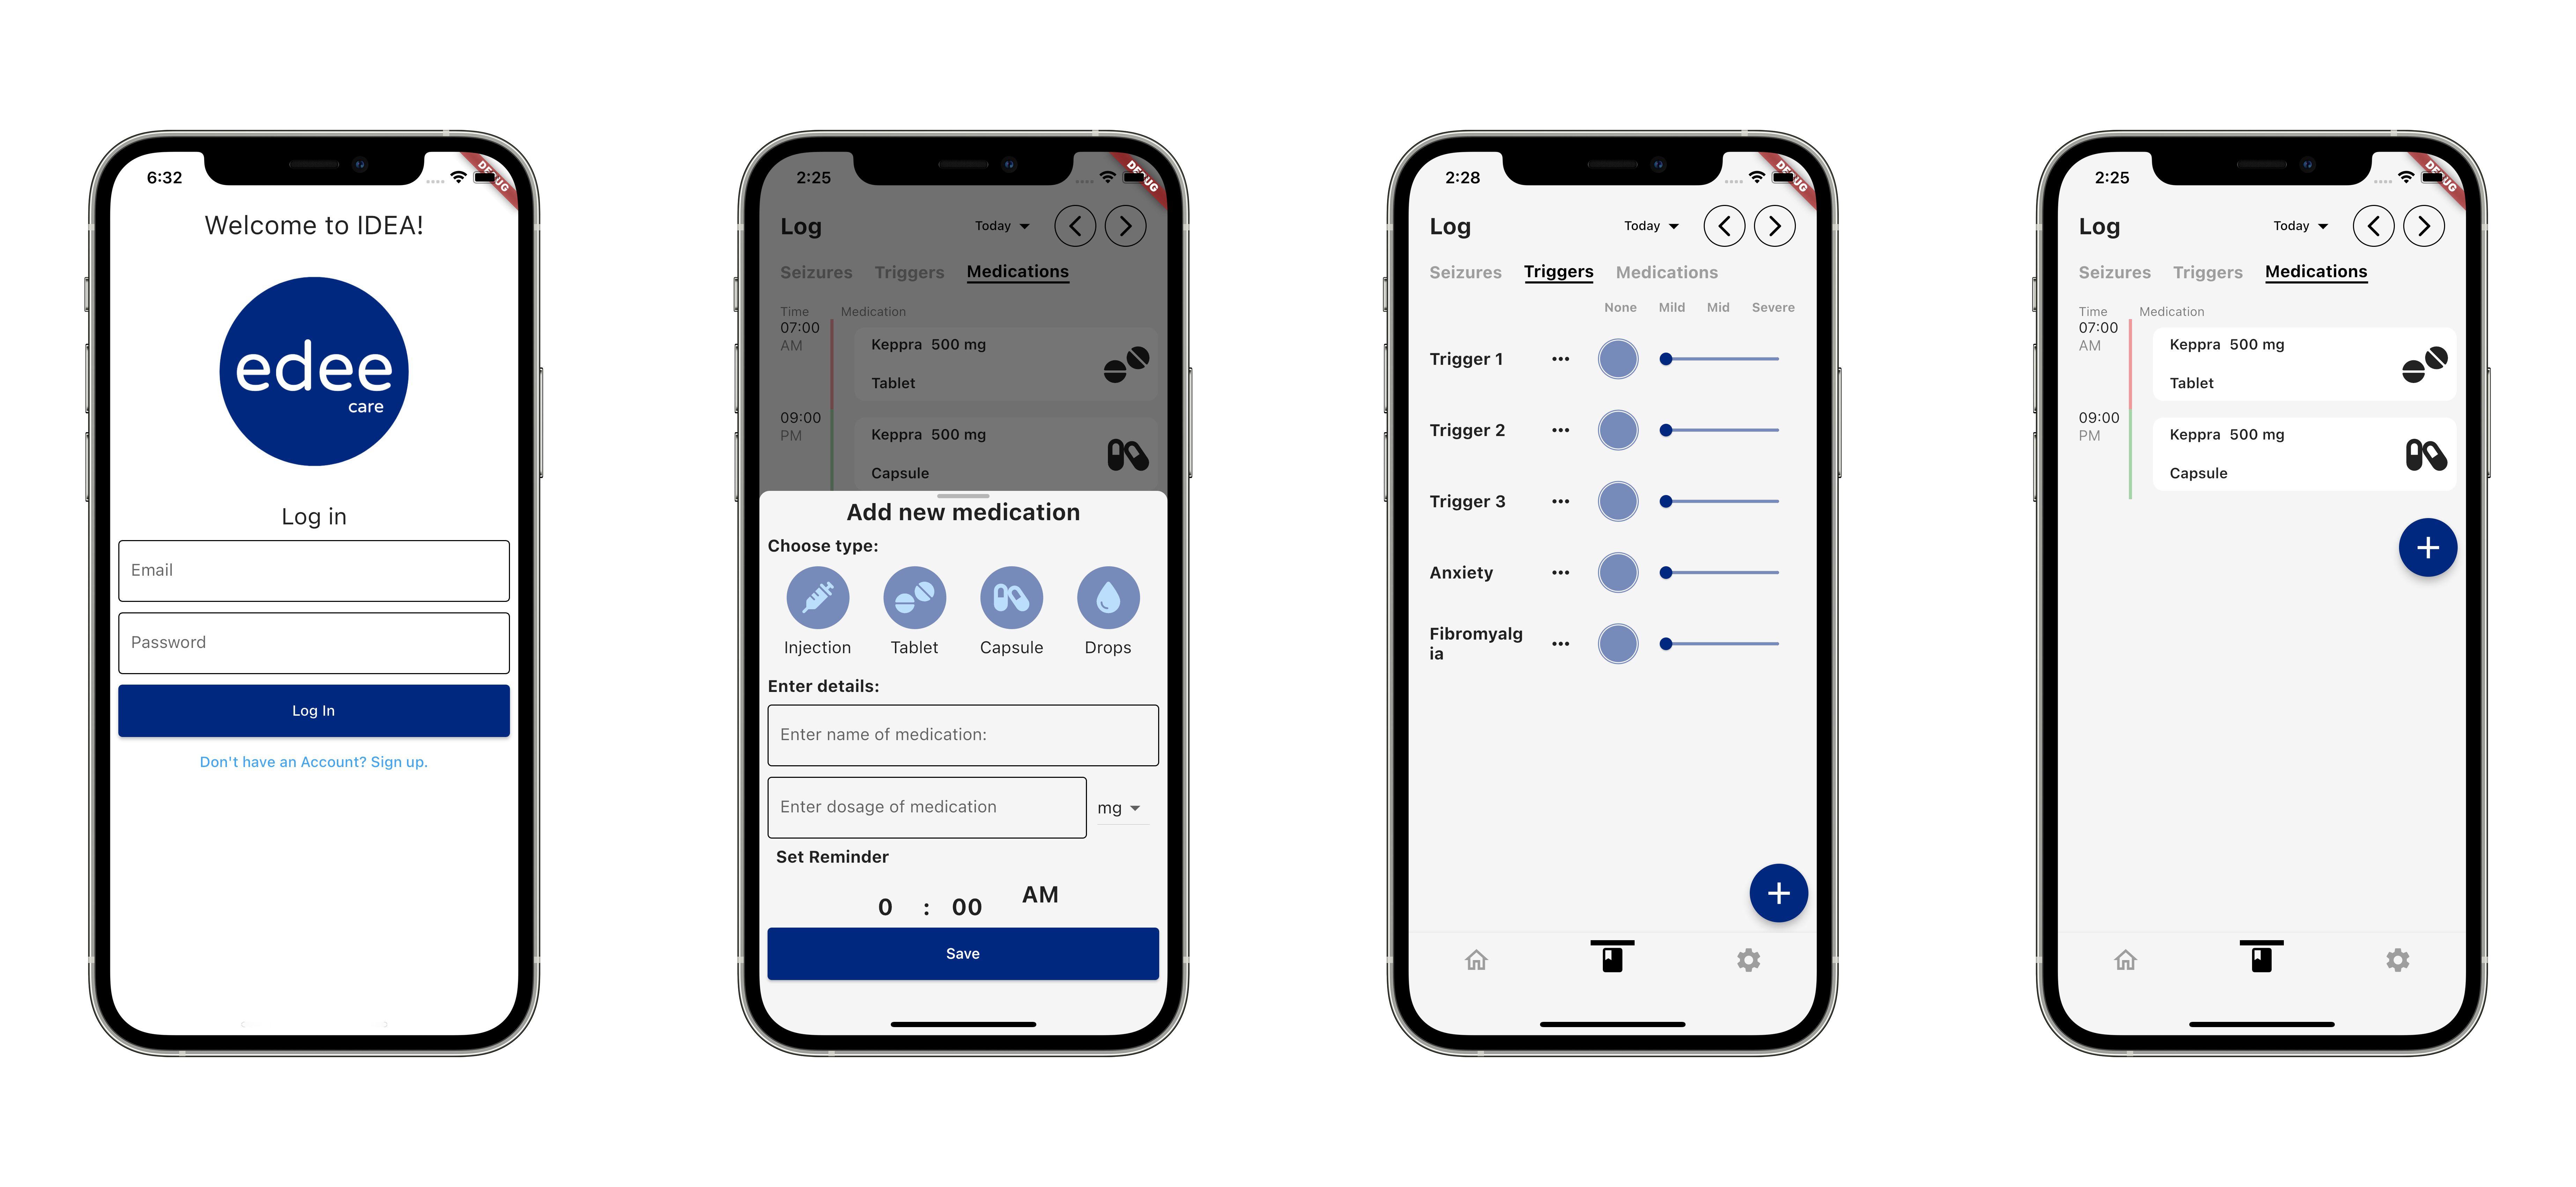 6:32
DEBUG
Welcome to IDEA!
edee
care
Log in
Email
Password
Log In
Don't have an Account? Sign up.
2:25
DEBUG
Log
Today
Seizures Triggers Medications
Time Medication
07:00 Keppra 500 mg
AM
Tablet
09:00 Keppra 500 mg
PM
Capsule
Add new medication
Choose type:
Injection Tablet Capsule Drops
Enter details:
Enter name of medication:
Enter dosage of medication mg
Set Reminder
0 : 00 AM
Save
2:28
DEBUG
Log
Today
Seizures Triggers Medications
None Mild Mid Severe
Trigger 1
Trigger 2
Trigger 3
Anxiety
Fibromyalg
ia
2:25
DEBUG
Log
Today
Seizures Triggers Medications
Time Medication
07:00 Keppra 500 mg
AM
Tablet
09:00 Keppra 500 mg
PM
Capsule